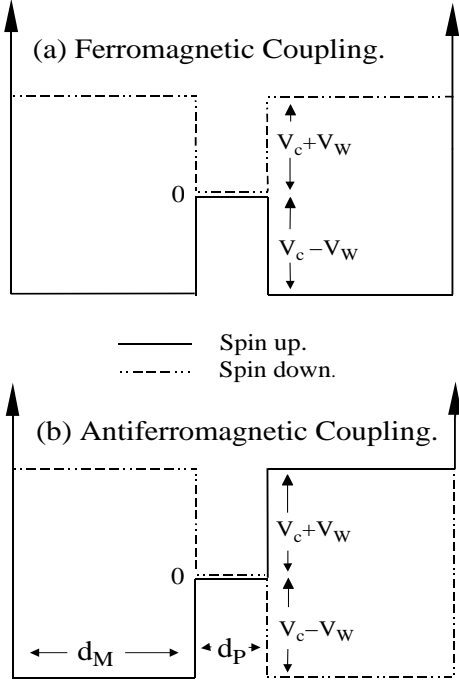 (a) Ferromagnetic Coupling.
V_c+V_W
0
V_c−V_W
Spin up.
Spin down.
(b) Antiferromagnetic Coupling.
V_c+V_W
0
V_c−V_W
d_M
d_P